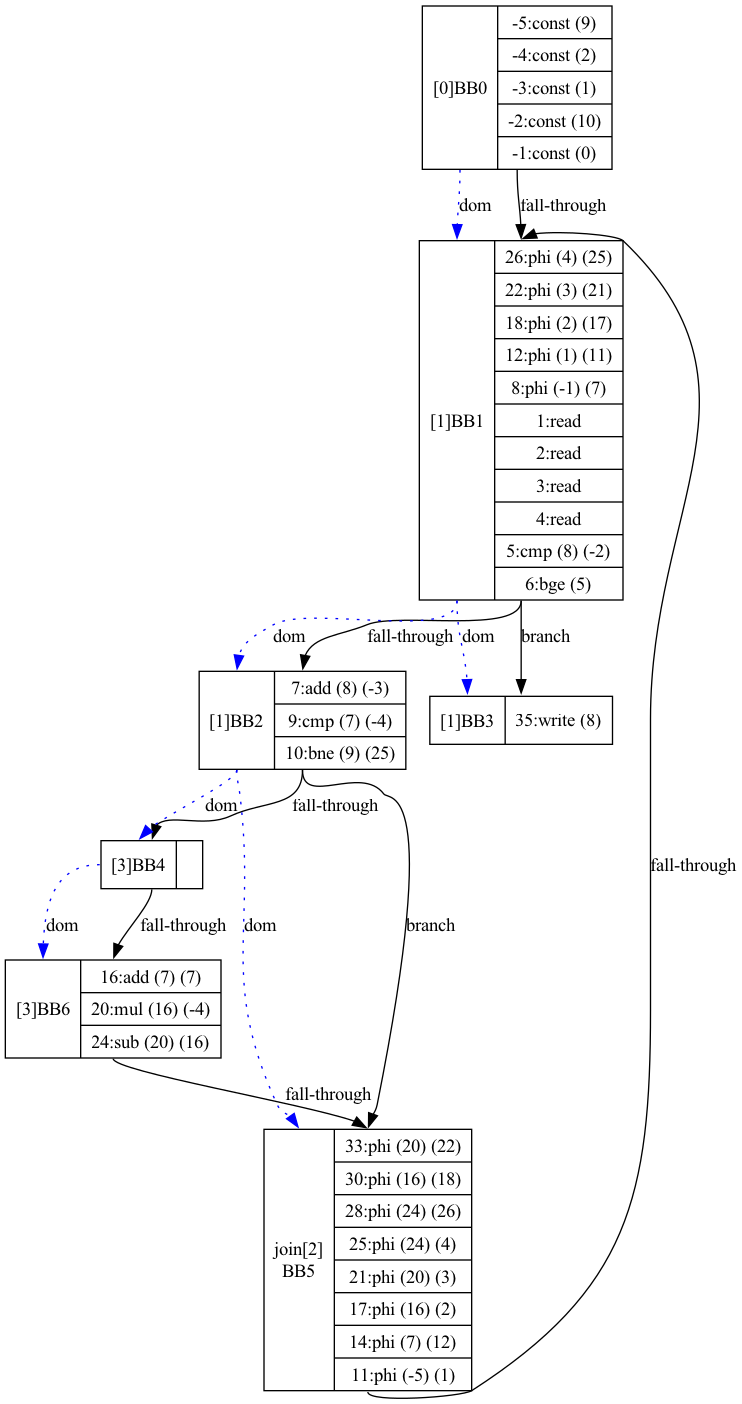 [0]BB0
-5:const (9)
-4:const (2)
-3:const (1)
-2:const (10)
-1:const (0)
dom
fall-through
[1]BB1
26:phi (4) (25)
22:phi (3) (21)
18:phi (2) (17)
12:phi (1) (11)
8:phi (-1) (7)
1:read
2:read
3:read
4:read
5:cmp (8) (-2)
6:bge (5)
dom
fall-through
dom
branch
[1]BB2
7:add (8) (-3)
9:cmp (7) (-4)
10:bne (9) (25)
[1]BB3
35:write (8)
dom
fall-through
[3]BB4
fall-through
dom
fall-through
dom
branch
[3]BB6
16:add (7) (7)
20:mul (16) (-4)
24:sub (20) (16)
fall-through
join[2]
BB5
33:phi (20) (22)
30:phi (16) (18)
28:phi (24) (26)
25:phi (24) (4)
21:phi (20) (3)
17:phi (16) (2)
14:phi (7) (12)
11:phi (-5) (1)